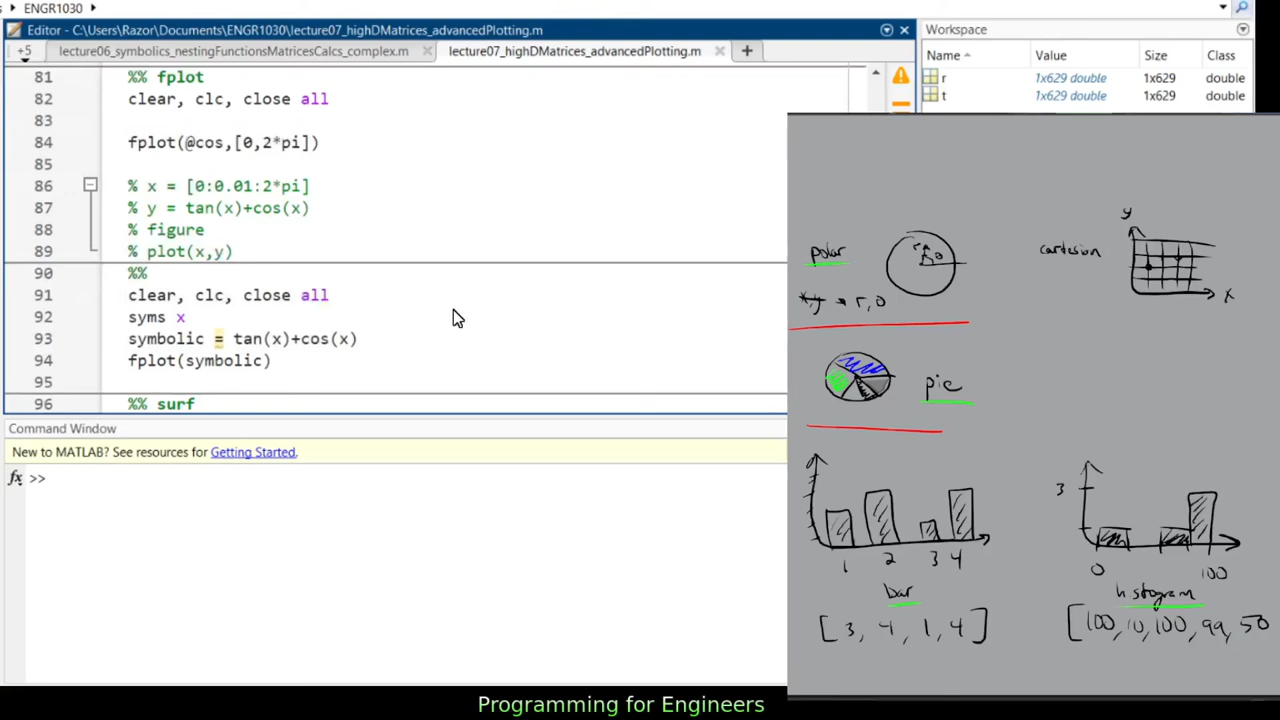 ENGR1030
Editor - C:\Users\Razor\Documents\ENGR1030\lecture07_highDMatrices_advancedPlotting.m
+5 lecture06_symbolics_nestingFunctionsMatricesCalcs_complex.m lecture07_highDMatrices_advancedPlotting.m
81 %% fplot
82 clear, clc, close all
83
84 fplot(@cos,[0,2*pi])
85
86 % x = [0:0.01:2*pi]
87 % y = tan(x)+cos(x)
88 % figure
89 % plot(x,y)
90 %%
91 clear, clc, close all
92 syms x
93 symbolic = tan(x)+cos(x)
94 fplot(symbolic)
95
96 %% surf
Command Window
New to MATLAB? See resources for Getting Started.
fx >>
Workspace
Name Value Size Class
r 1x629 double 1x629 double
t 1x629 double 1x629 double
polar
x,y → r,θ
cartesion
y
x
pie
1 2 3 4
bar
[3, 4, 1, 4]
3
0 100
histogram
[100, 10, 100, 99, 50
Programming for Engineers